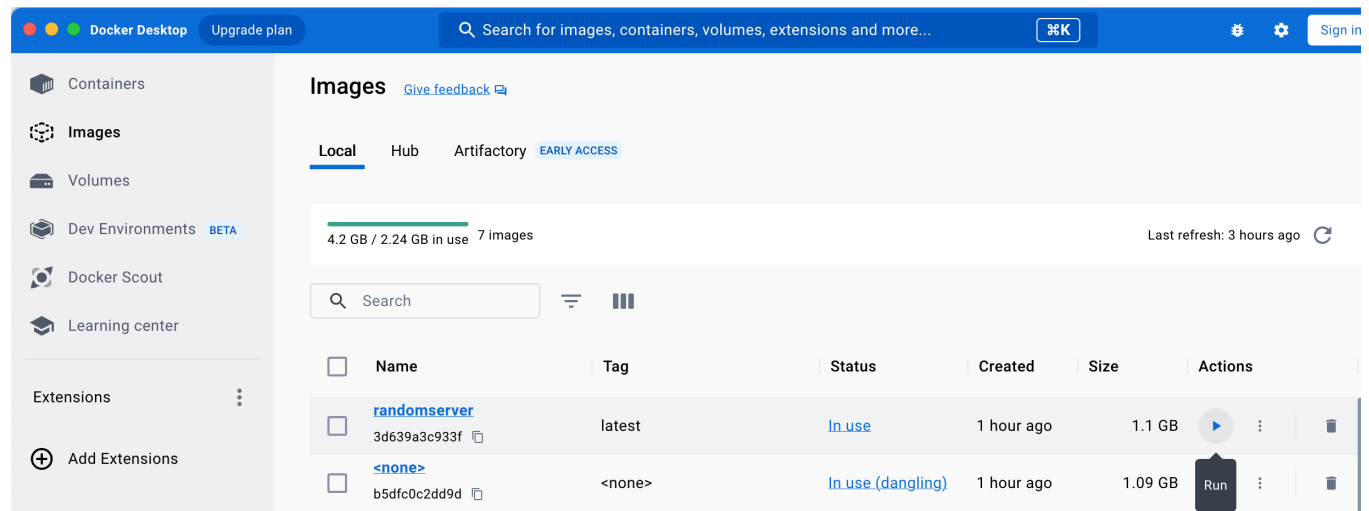 Docker Desktop Upgrade plan Search for images, containers, volumes, extensions and more... ⌘K Sign in
Containers
Images
Volumes
Dev Environments BETA
Docker Scout
Learning center
Extensions
Add Extensions
Images Give feedback
Local Hub Artifactory EARLY ACCESS
4.2 GB / 2.24 GB in use 7 images Last refresh: 3 hours ago
Search
Name Tag Status Created Size Actions
randomserver
3d639a3c933f latest In use 1 hour ago 1.1 GB
<none>
b5dfc0c2dd9d <none> In use (dangling) 1 hour ago 1.09 GB
Run